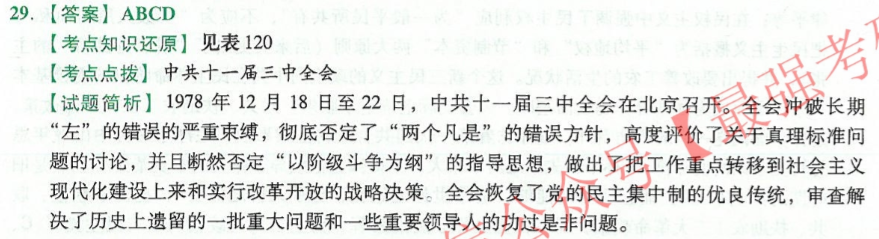 29.【答案】ABCD
【考点知识还原】见表120
【考点点拨】中共十一届三中全会
【试题简析】1978年12月18日至22日，中共十一届三中全会在北京召开。全会冲破长期
“左”的错误的严重束缚，彻底否定了“两个凡是”的错误方针，高度评价了关于真理标准问
题的讨论，并且断然否定“以阶级斗争为纲”的指导思想，做出了把工作重点转移到社会主义
现代化建设上来和实行改革开放的战略决策。全会恢复了党的民主集中制的优良传统，审查解
决了历史上遗留的一批重大问题和一些重要领导人的功过是非问题。
信公众号【最强考研